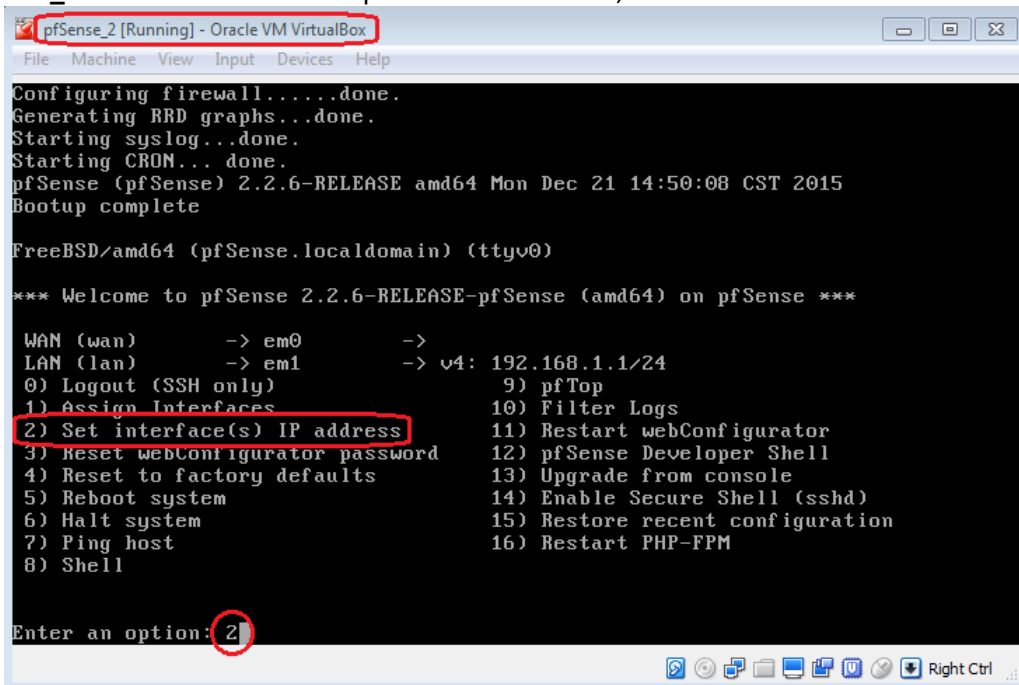 pfSense_2 [Running] - Oracle VM VirtualBox
File Machine View Input Devices Help
Configuring firewall......done.
Generating RRD graphs...done.
Starting syslog...done.
Starting CRON... done.
pfSense (pfSense) 2.2.6-RELEASE amd64 Mon Dec 21 14:50:08 CST 2015
Bootup complete
FreeBSD/amd64 (pfSense.localdomain) (ttyv0)
*** Welcome to pfSense 2.2.6-RELEASE-pfSense (amd64) on pfSense ***
WAN (wan) -> em0 ->
LAN (lan) -> em1 -> v4: 192.168.1.1/24
0) Logout (SSH only) 9) pfTop
1) Assign Interfaces 10) Filter Logs
2) Set interface(s) IP address 11) Restart webConfigurator
3) Reset webConfigurator password 12) pfSense Developer Shell
4) Reset to factory defaults 13) Upgrade from console
5) Reboot system 14) Enable Secure Shell (sshd)
6) Halt system 15) Restore recent configuration
7) Ping host 16) Restart PHP-FPM
8) Shell
Enter an option: 2
Right Ctrl